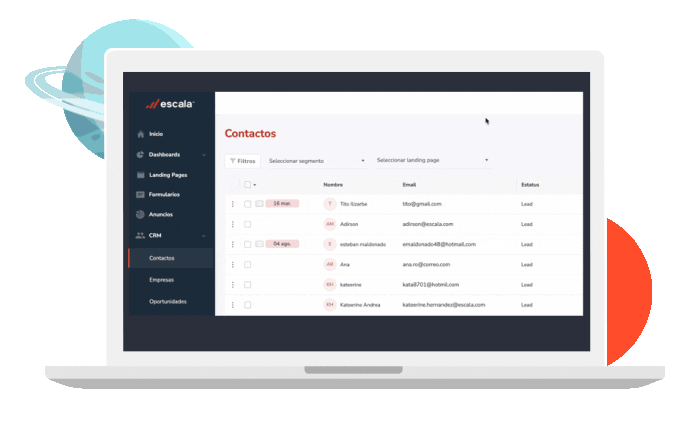 escala
Contactos
Inicio
Dashboards
Landing Pages
Formularios
Anuncios
CRM
Contactos
Empresas
Oportunidades
Filtros Seleccionar segmento Seleccionar landing page
Nombre Email Estatus
16 mar. T Tito Ilizarbe tito@gmail.com Lead
AM Adirson adirson@escala.com Lead
04 ago. E esteban maldonado emaldonado48@hotmail.com Lead
AR Ana ana.ro@correo.com Lead
KH kateerine kata8701@hotmil.com Lead
KH Kateerine Andrea kateerine.hernandez@escala.com Lead